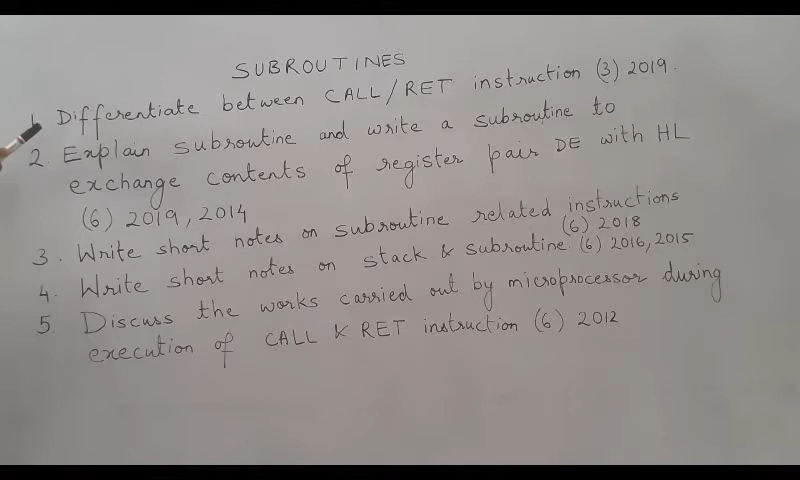 SUBROUTINES
1. Differentiate between CALL/RET instruction (3) 2019.
2. Explain subroutine and write a subroutine to
exchange contents of register pair DE with HL
(6) 2019, 2014
3. Write short notes on subroutine related instructions
(6) 2018
4. Write short notes on stack & subroutine. (6) 2016, 2015
5. Discuss the works carried out by microprocessor during
execution of CALL & RET instruction (6) 2012